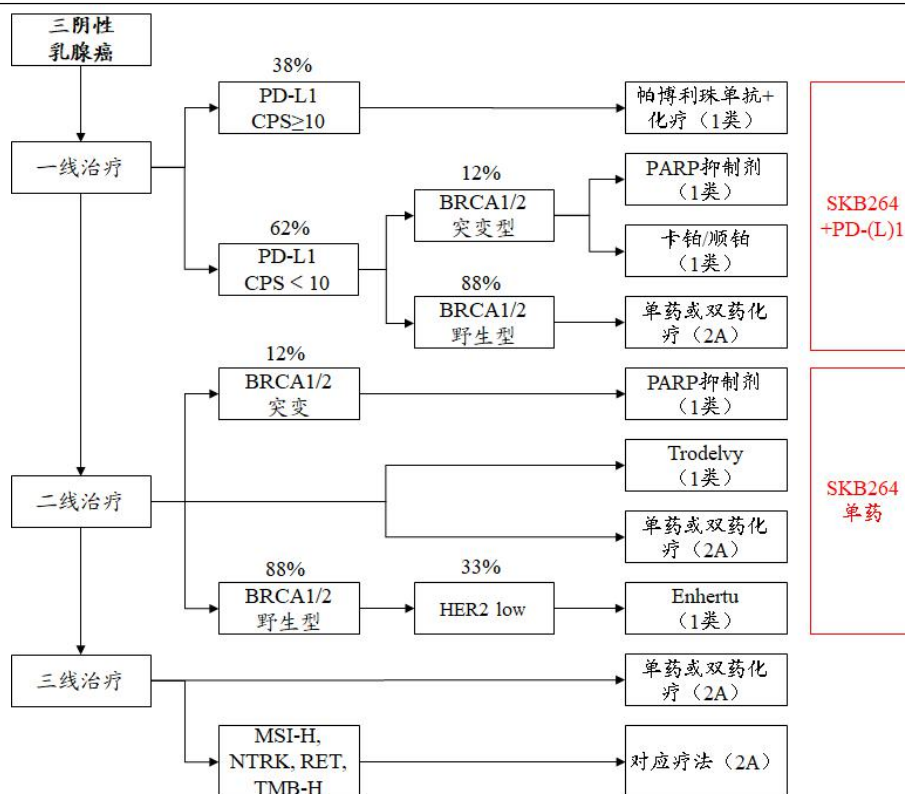 三阴性
乳腺癌
38%
PD-L1
CPS≥10
帕博利珠单抗+
化疗（1类）
一线治疗
12%
BRCA1/2
突变型
PARP抑制剂
（1类）
SKB264
+PD-(L)1
62%
PD-L1
CPS < 10
卡铂/顺铂
（1类）
88%
BRCA1/2
野生型
单药或双药化
疗（2A）
12%
BRCA1/2
突变
PARP抑制剂
（1类）
Trodelvy
（1类）
二线治疗
SKB264
单药
单药或双药化
疗（2A）
88%
BRCA1/2
野生型
33%
HER2 low
Enhertu
（1类）
三线治疗
单药或双药化
疗（2A）
MSI-H,
NTRK, RET,
TMB-H
对应疗法（2A）